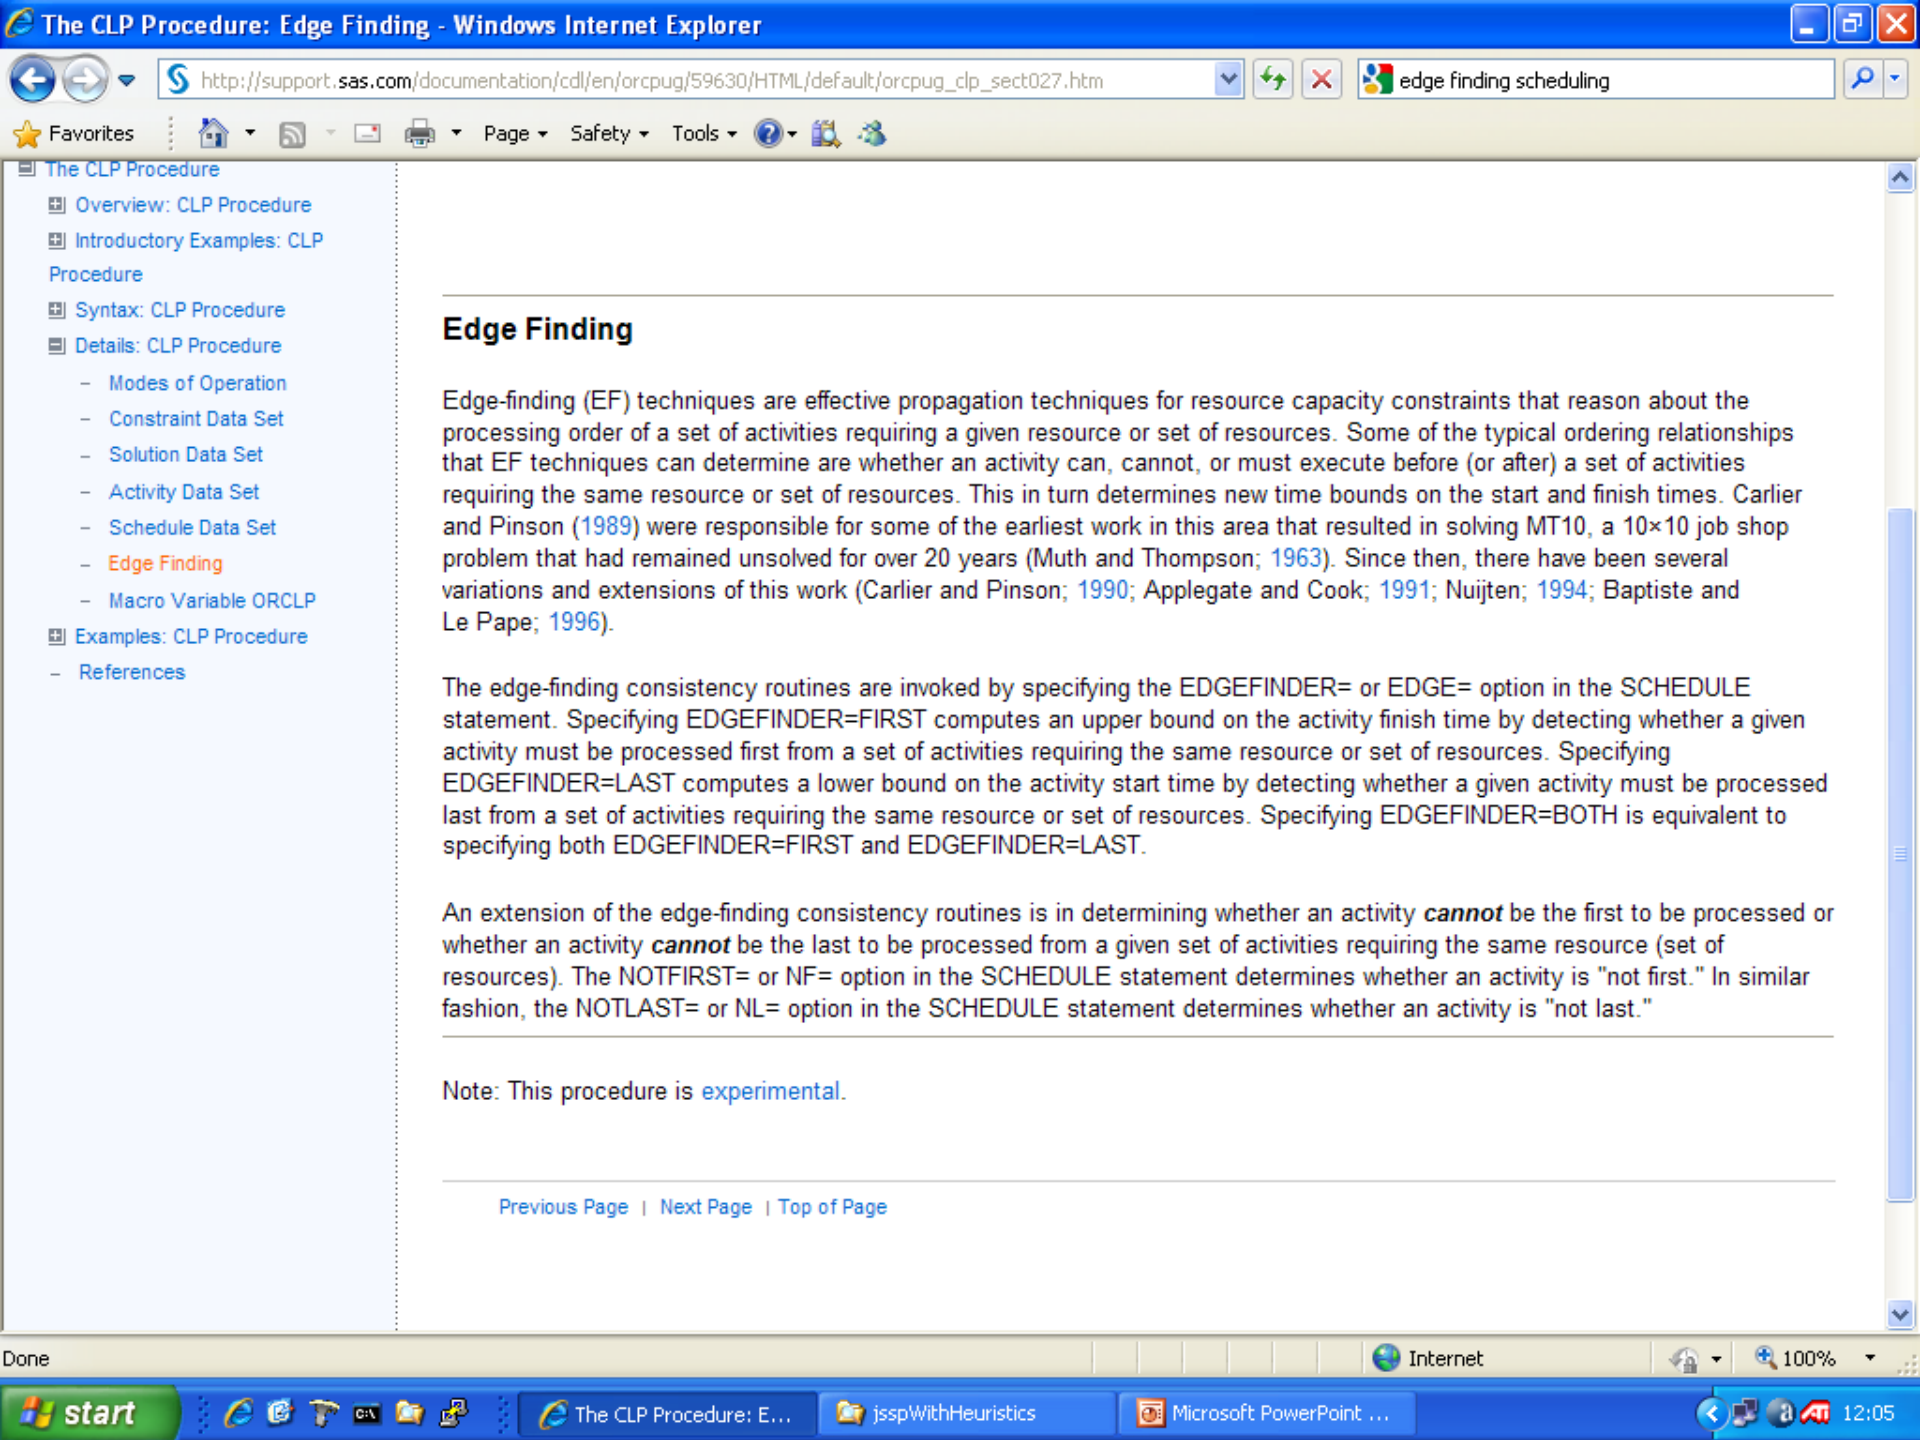 The CLP Procedure: Edge Finding - Windows Internet Explorer
http://support.sas.com/documentation/cdl/en/orcpug/59630/HTML/default/orcpug_clp_sect027.htm
edge finding scheduling
Favorites
Page
Safety
Tools
The CLP Procedure
Overview: CLP Procedure
Introductory Examples: CLP
Procedure
Syntax: CLP Procedure
Details: CLP Procedure
– Modes of Operation
– Constraint Data Set
– Solution Data Set
– Activity Data Set
– Schedule Data Set
– Edge Finding
– Macro Variable ORCLP
Examples: CLP Procedure
– References
Edge Finding
Edge-finding (EF) techniques are effective propagation techniques for resource capacity constraints that reason about the
processing order of a set of activities requiring a given resource or set of resources. Some of the typical ordering relationships
that EF techniques can determine are whether an activity can, cannot, or must execute before (or after) a set of activities
requiring the same resource or set of resources. This in turn determines new time bounds on the start and finish times. Carlier
and Pinson (1989) were responsible for some of the earliest work in this area that resulted in solving MT10, a 10×10 job shop
problem that had remained unsolved for over 20 years (Muth and Thompson; 1963). Since then, there have been several
variations and extensions of this work (Carlier and Pinson; 1990; Applegate and Cook; 1991; Nuijten; 1994; Baptiste and
Le Pape; 1996).
The edge-finding consistency routines are invoked by specifying the EDGEFINDER= or EDGE= option in the SCHEDULE
statement. Specifying EDGEFINDER=FIRST computes an upper bound on the activity finish time by detecting whether a given
activity must be processed first from a set of activities requiring the same resource or set of resources. Specifying
EDGEFINDER=LAST computes a lower bound on the activity start time by detecting whether a given activity must be processed
last from a set of activities requiring the same resource or set of resources. Specifying EDGEFINDER=BOTH is equivalent to
specifying both EDGEFINDER=FIRST and EDGEFINDER=LAST.
An extension of the edge-finding consistency routines is in determining whether an activity cannot be the first to be processed or
whether an activity cannot be the last to be processed from a given set of activities requiring the same resource (set of
resources). The NOTFIRST= or NF= option in the SCHEDULE statement determines whether an activity is "not first." In similar
fashion, the NOTLAST= or NL= option in the SCHEDULE statement determines whether an activity is "not last."
Note: This procedure is experimental.
Previous Page | Next Page | Top of Page
Done
Internet
100%
start
The CLP Procedure: E...
jsspWithHeuristics
Microsoft PowerPoint ...
12:05